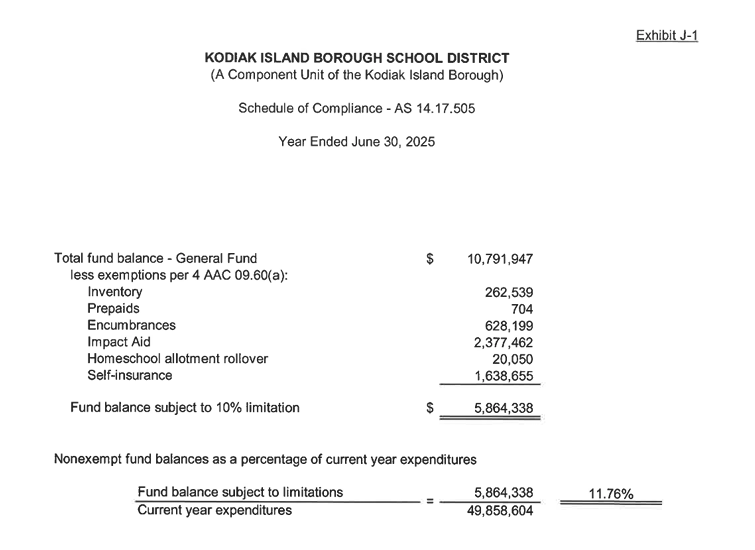 Exhibit J-1
KODIAK ISLAND BOROUGH SCHOOL DISTRICT
(A Component Unit of the Kodiak Island Borough)
Schedule of Compliance - AS 14.17.505
Year Ended June 30, 2025
Total fund balance - General Fund $ 10,791,947
less exemptions per 4 AAC 09.60(a):
Inventory 262,539
Prepaids 704
Encumbrances 628,199
Impact Aid 2,377,462
Homeschool allotment rollover 20,050
Self-insurance 1,638,655
Fund balance subject to 10% limitation $ 5,864,338
Nonexempt fund balances as a percentage of current year expenditures
Fund balance subject to limitations = 5,864,338 11.76%
Current year expenditures 49,858,604